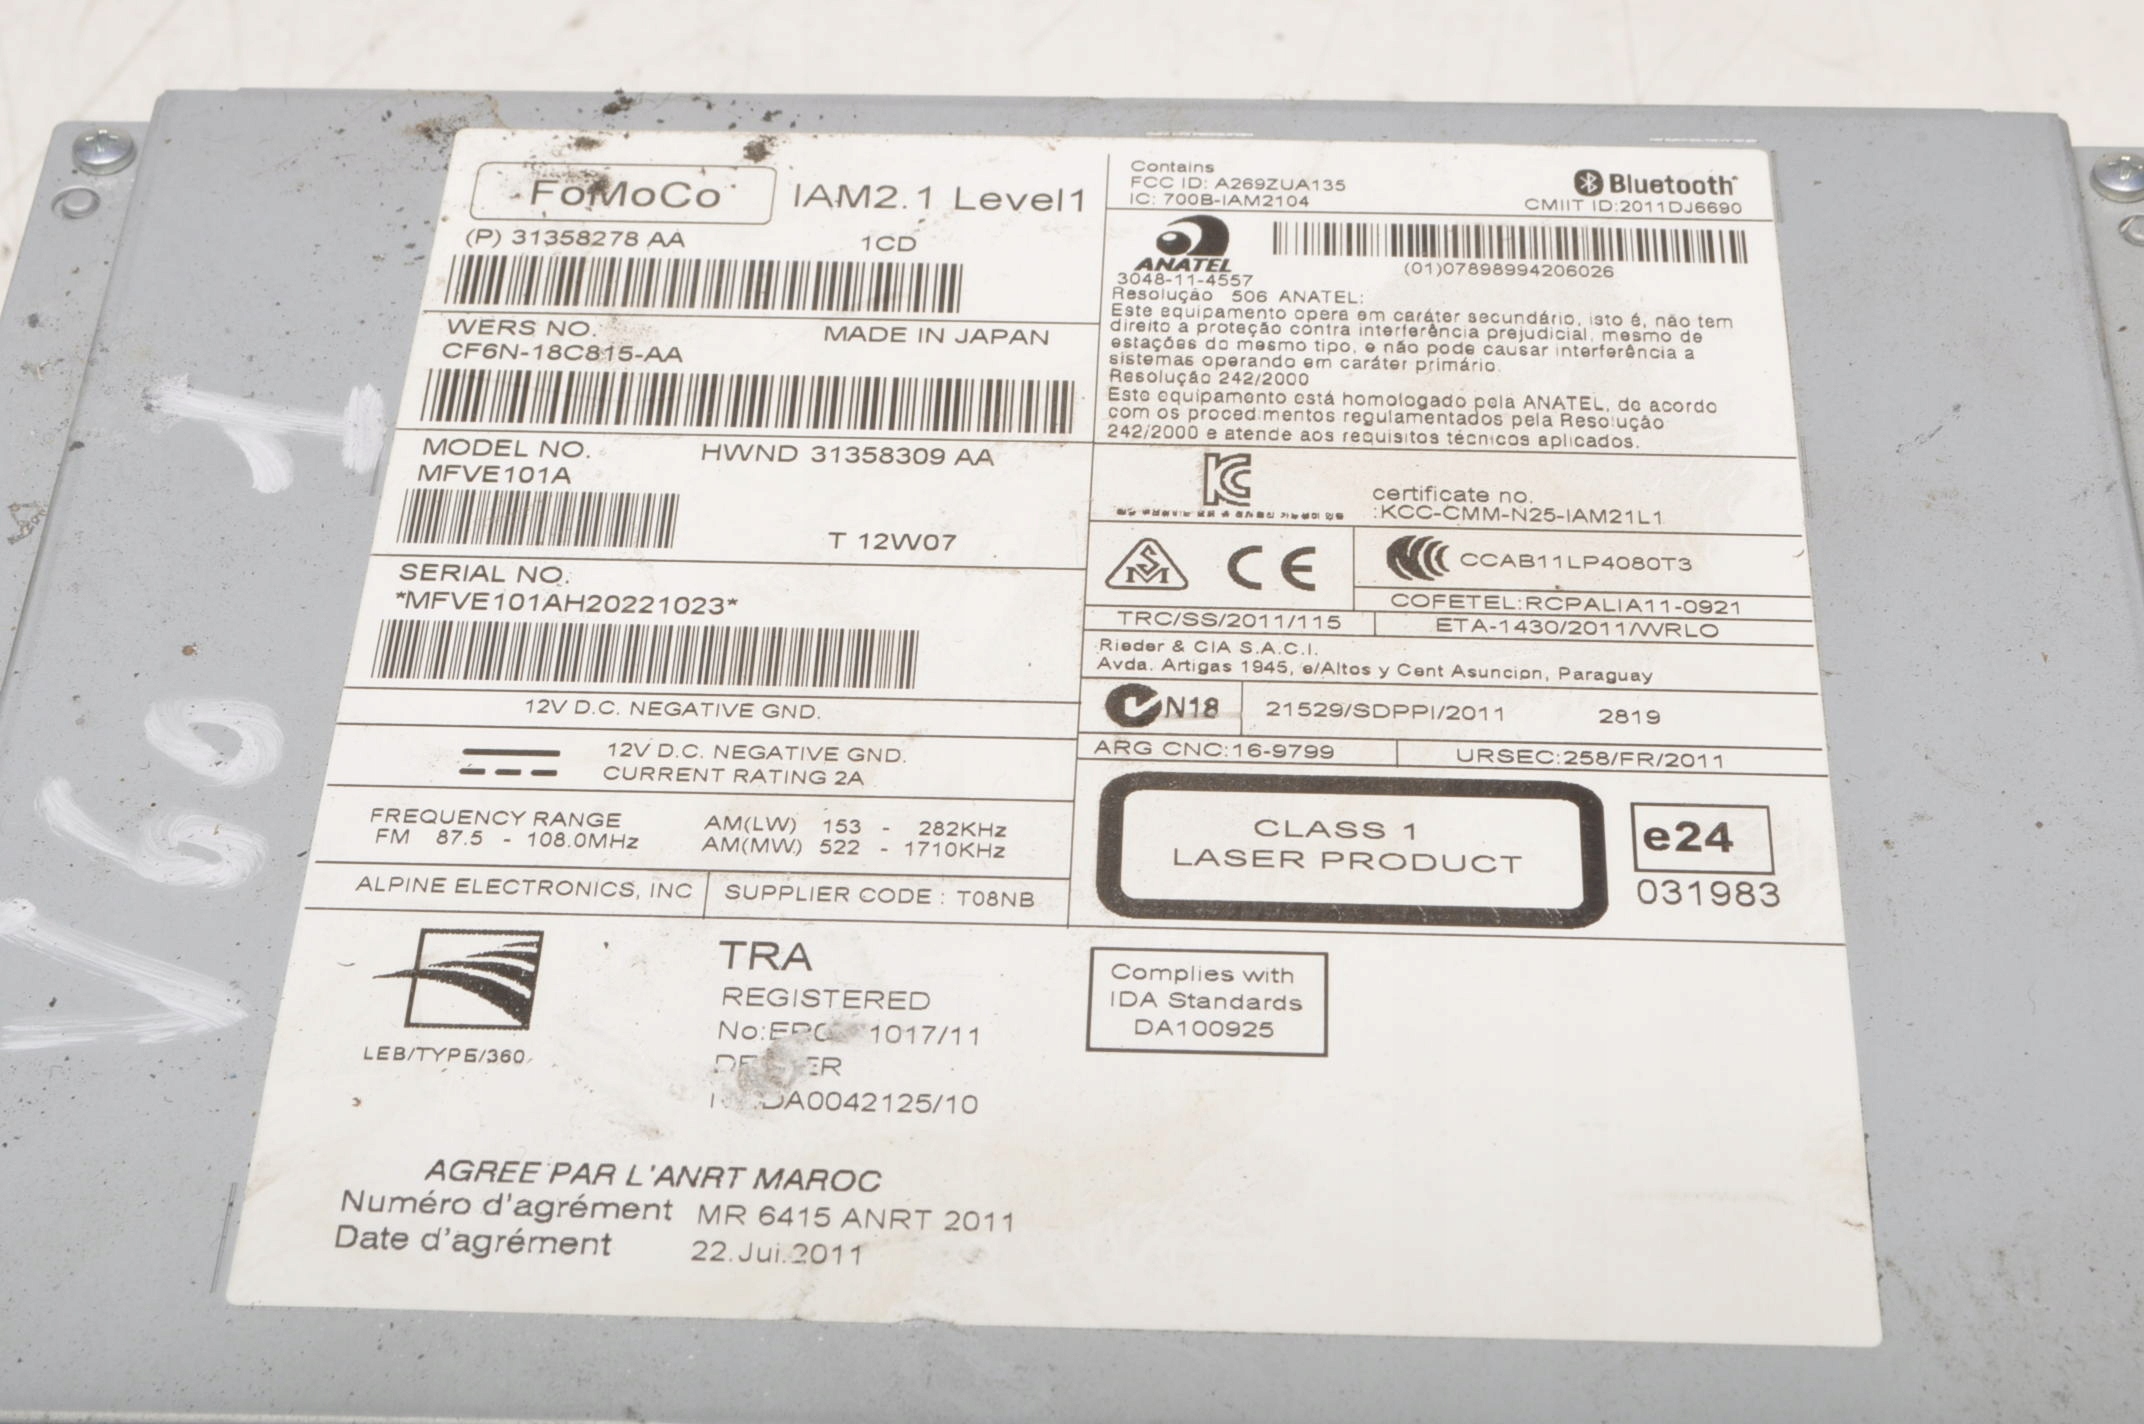 FoMoCo IAM2.1 Level1
(P) 31358278 AA 1CD
WERS NO. MADE IN JAPAN
CF6N-18C815-AA
MODEL NO. HWND 31358309 AA
MFVE101A
T 12W07
SERIAL NO.
*MFVE101AH20221023*
12V D.C. NEGATIVE GND.
12V D.C. NEGATIVE GND.
CURRENT RATING 2A
FREQUENCY RANGE AM(LW) 153 - 282KHz
FM 87.5 - 108.0MHz AM(MW) 522 - 1710KHz
ALPINE ELECTRONICS, INC SUPPLIER CODE : T08NB
Contains
FCC ID: A269ZUA135
IC: 700B-IAM2104
Bluetooth
CMIIT ID:2011DJ6690
ANATEL
3048-11-4557
(01)07898994206026
Resolução 506 ANATEL:
Este equipamento opera em caráter secundário, isto é, não tem
direito a proteção contra interferência prejudicial, mesmo de
estações do mesmo tipo, e não pode causar interferência a
sistemas operando em caráter primário.
Resolução 242/2000
Este equipamento está homologado pela ANATEL, de acordo
com os procedimentos regulamentados pela Resolução
242/2000 e atende aos requisitos técnicos aplicados.
certificate no.
:KCC-CMM-N25-IAM21L1
CE
CCAB11LP4080T3
COFETEL:RCPALIA11-0921
TRC/SS/2011/115 ETA-1430/2011/WRLO
Rieder & CIA S.A.C.I.
Avda. Artigas 1945, e/Altos y Cent Asuncion, Paraguay
N18 21529/SDPPI/2011 2819
ARG CNC:16-9799 URSEC:258/FR/2011
CLASS 1
LASER PRODUCT
e24
031983
LEB/TYPE/360
TRA
REGISTERED
1017/11
DA0042125/10
Complies with
IDA Standards
DA100925
AGREE PAR L'ANRT MAROC
Numéro d'agrément MR 6415 ANRT 2011
Date d'agrément 22.Jui.2011
V60